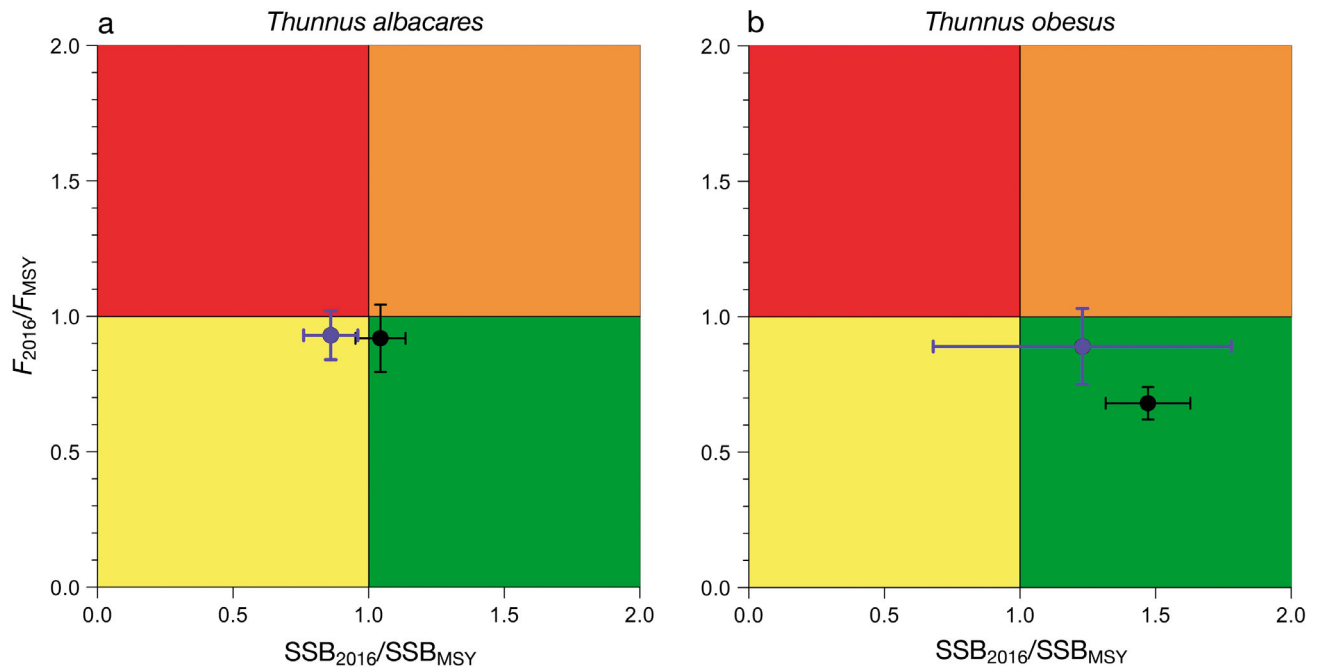 a
Thunnus albacares
2.0
1.5
1.0
0.5
0.0
F2016/FMSY
0.0 0.5 1.0 1.5 2.0
SSB2016/SSBMSY
b
Thunnus obesus
2.0
1.5
1.0
0.5
0.0
0.0 0.5 1.0 1.5 2.0
SSB2016/SSBMSY